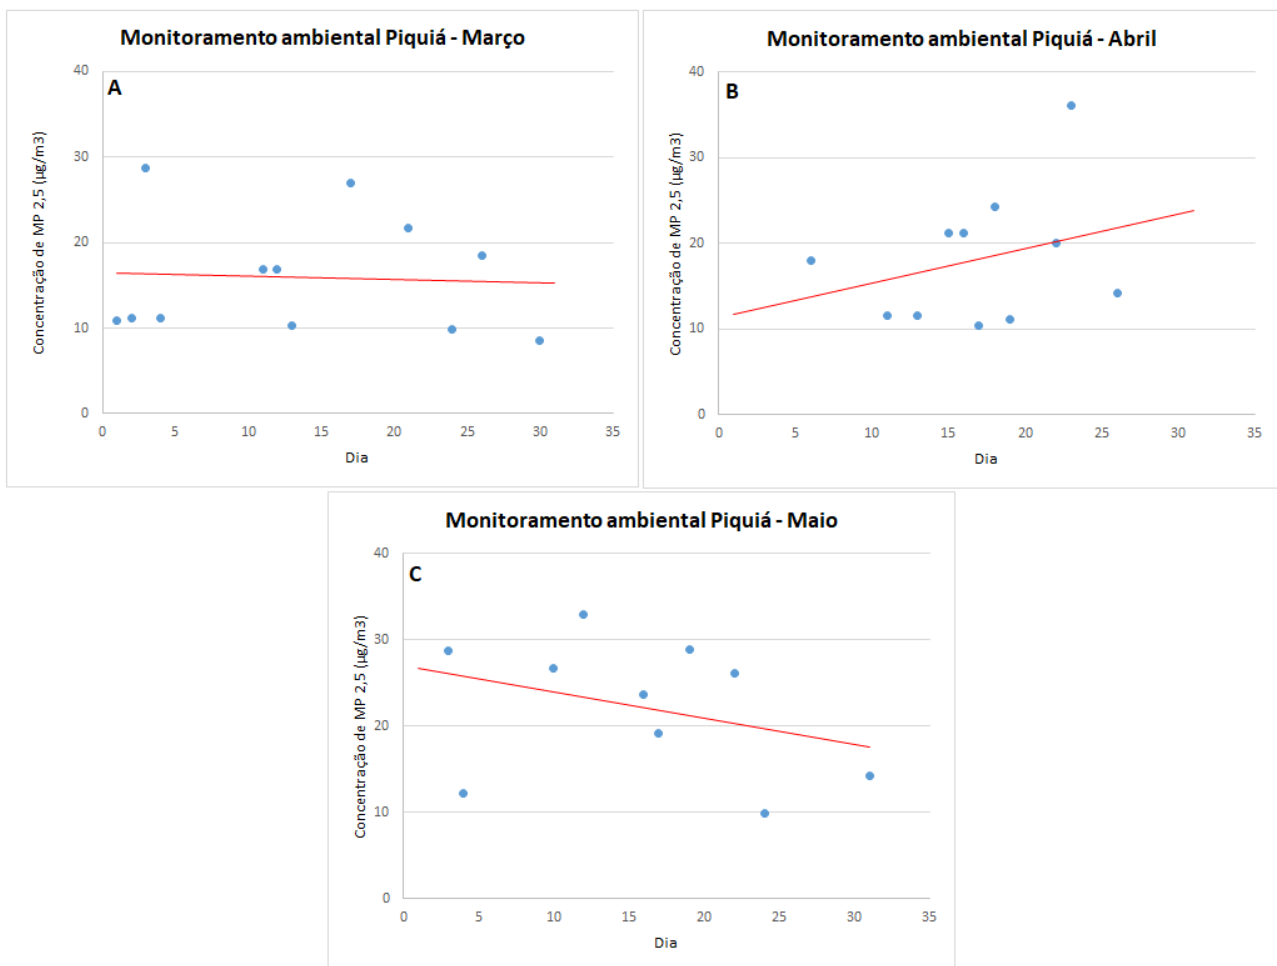 Monitoramento ambiental Piquiá - Março
A
Concentração de MP 2,5 (µg/m3)
40
30
20
10
0
0 5 10 15 20 25 30 35
Dia
Monitoramento ambiental Piquiá - Abril
B
Concentração de MP 2,5 (µg/m3)
40
30
20
10
0
0 5 10 15 20 25 30 35
Dia
Monitoramento ambiental Piquiá - Maio
C
Concentração de MP 2,5 (µg/m3)
40
30
20
10
0
0 5 10 15 20 25 30 35
Dia